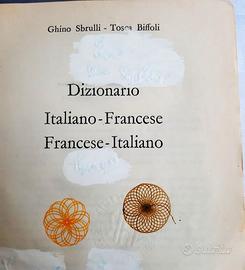 Ghino Sbrulli - Tosca Biffoli
Dizionario
Italiano-Francese
Francese-Italiano